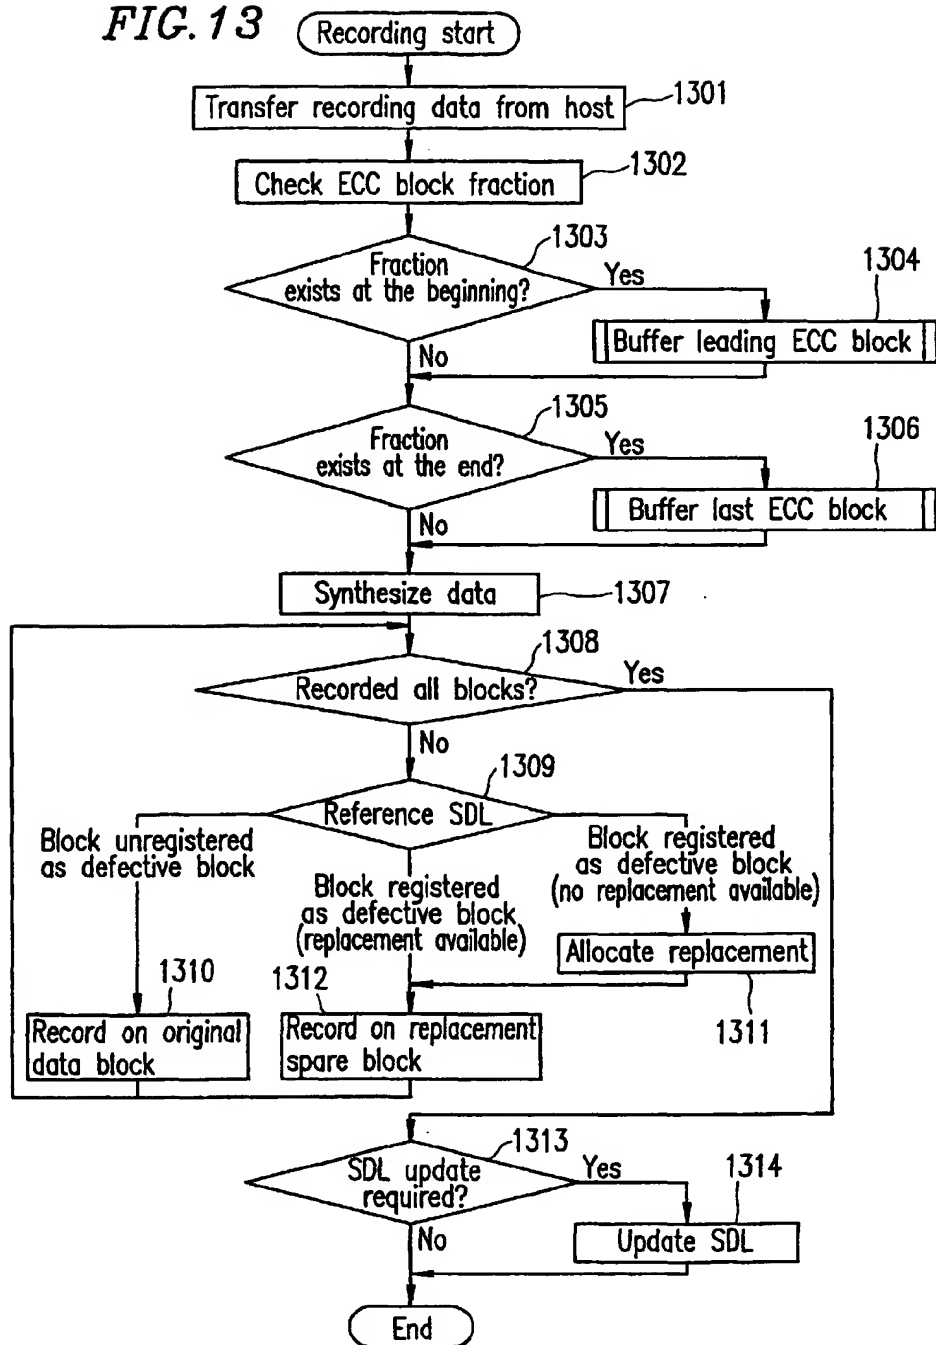 FIG. 13
Recording start
Transfer recording data from host
1301
Check ECC block fraction
1302
1303
Fraction
exists at the beginning?
Yes
1304
Buffer leading ECC block
No
1305
Fraction
exists at the end?
Yes
1306
Buffer last ECC block
No
Synthesize data
1307
1308
Recorded all blocks?
Yes
No
1309
Reference SDL
Block unregistered
as defective block
Block registered
as defective block
(replacement available)
Block registered
as defective block
(no replacement available)
Allocate replacement
1311
1310
Record on original
data block
1312
Record on replacement
spare block
1313
SDL update
required?
Yes
1314
Update SDL
No
End